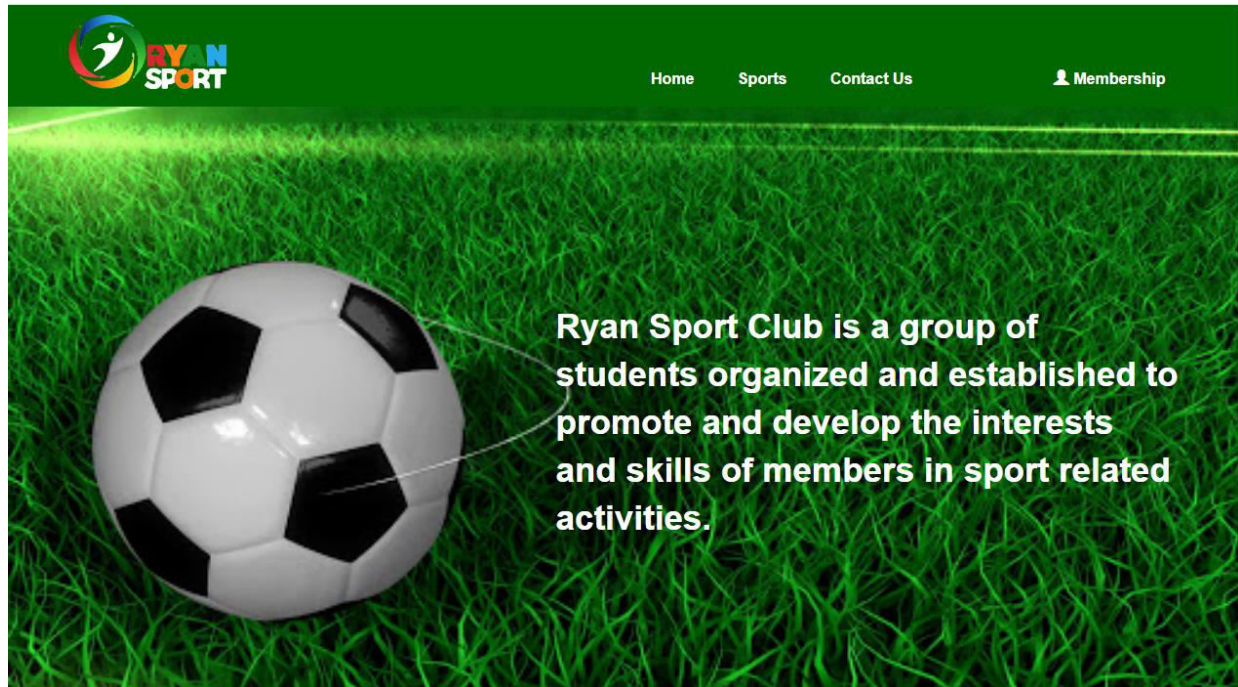 RYAN
SPORT
Home Sports Contact Us Membership
Ryan Sport Club is a group of
students organized and established to
promote and develop the interests
and skills of members in sport related
activities.